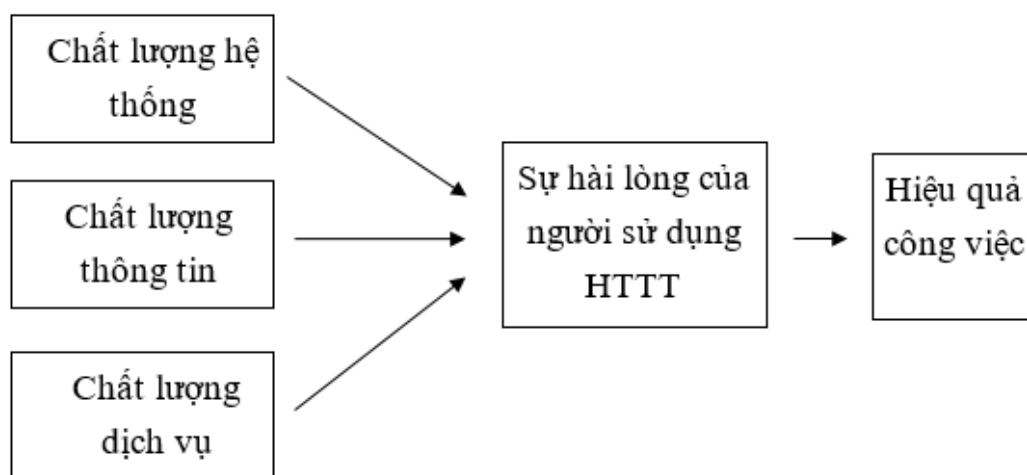 Chất lượng hệ
thống
Chất lượng
thông tin
Chất lượng
dịch vụ
Sự hài lòng của
người sử dụng
HTTT
Hiệu quả
công việc